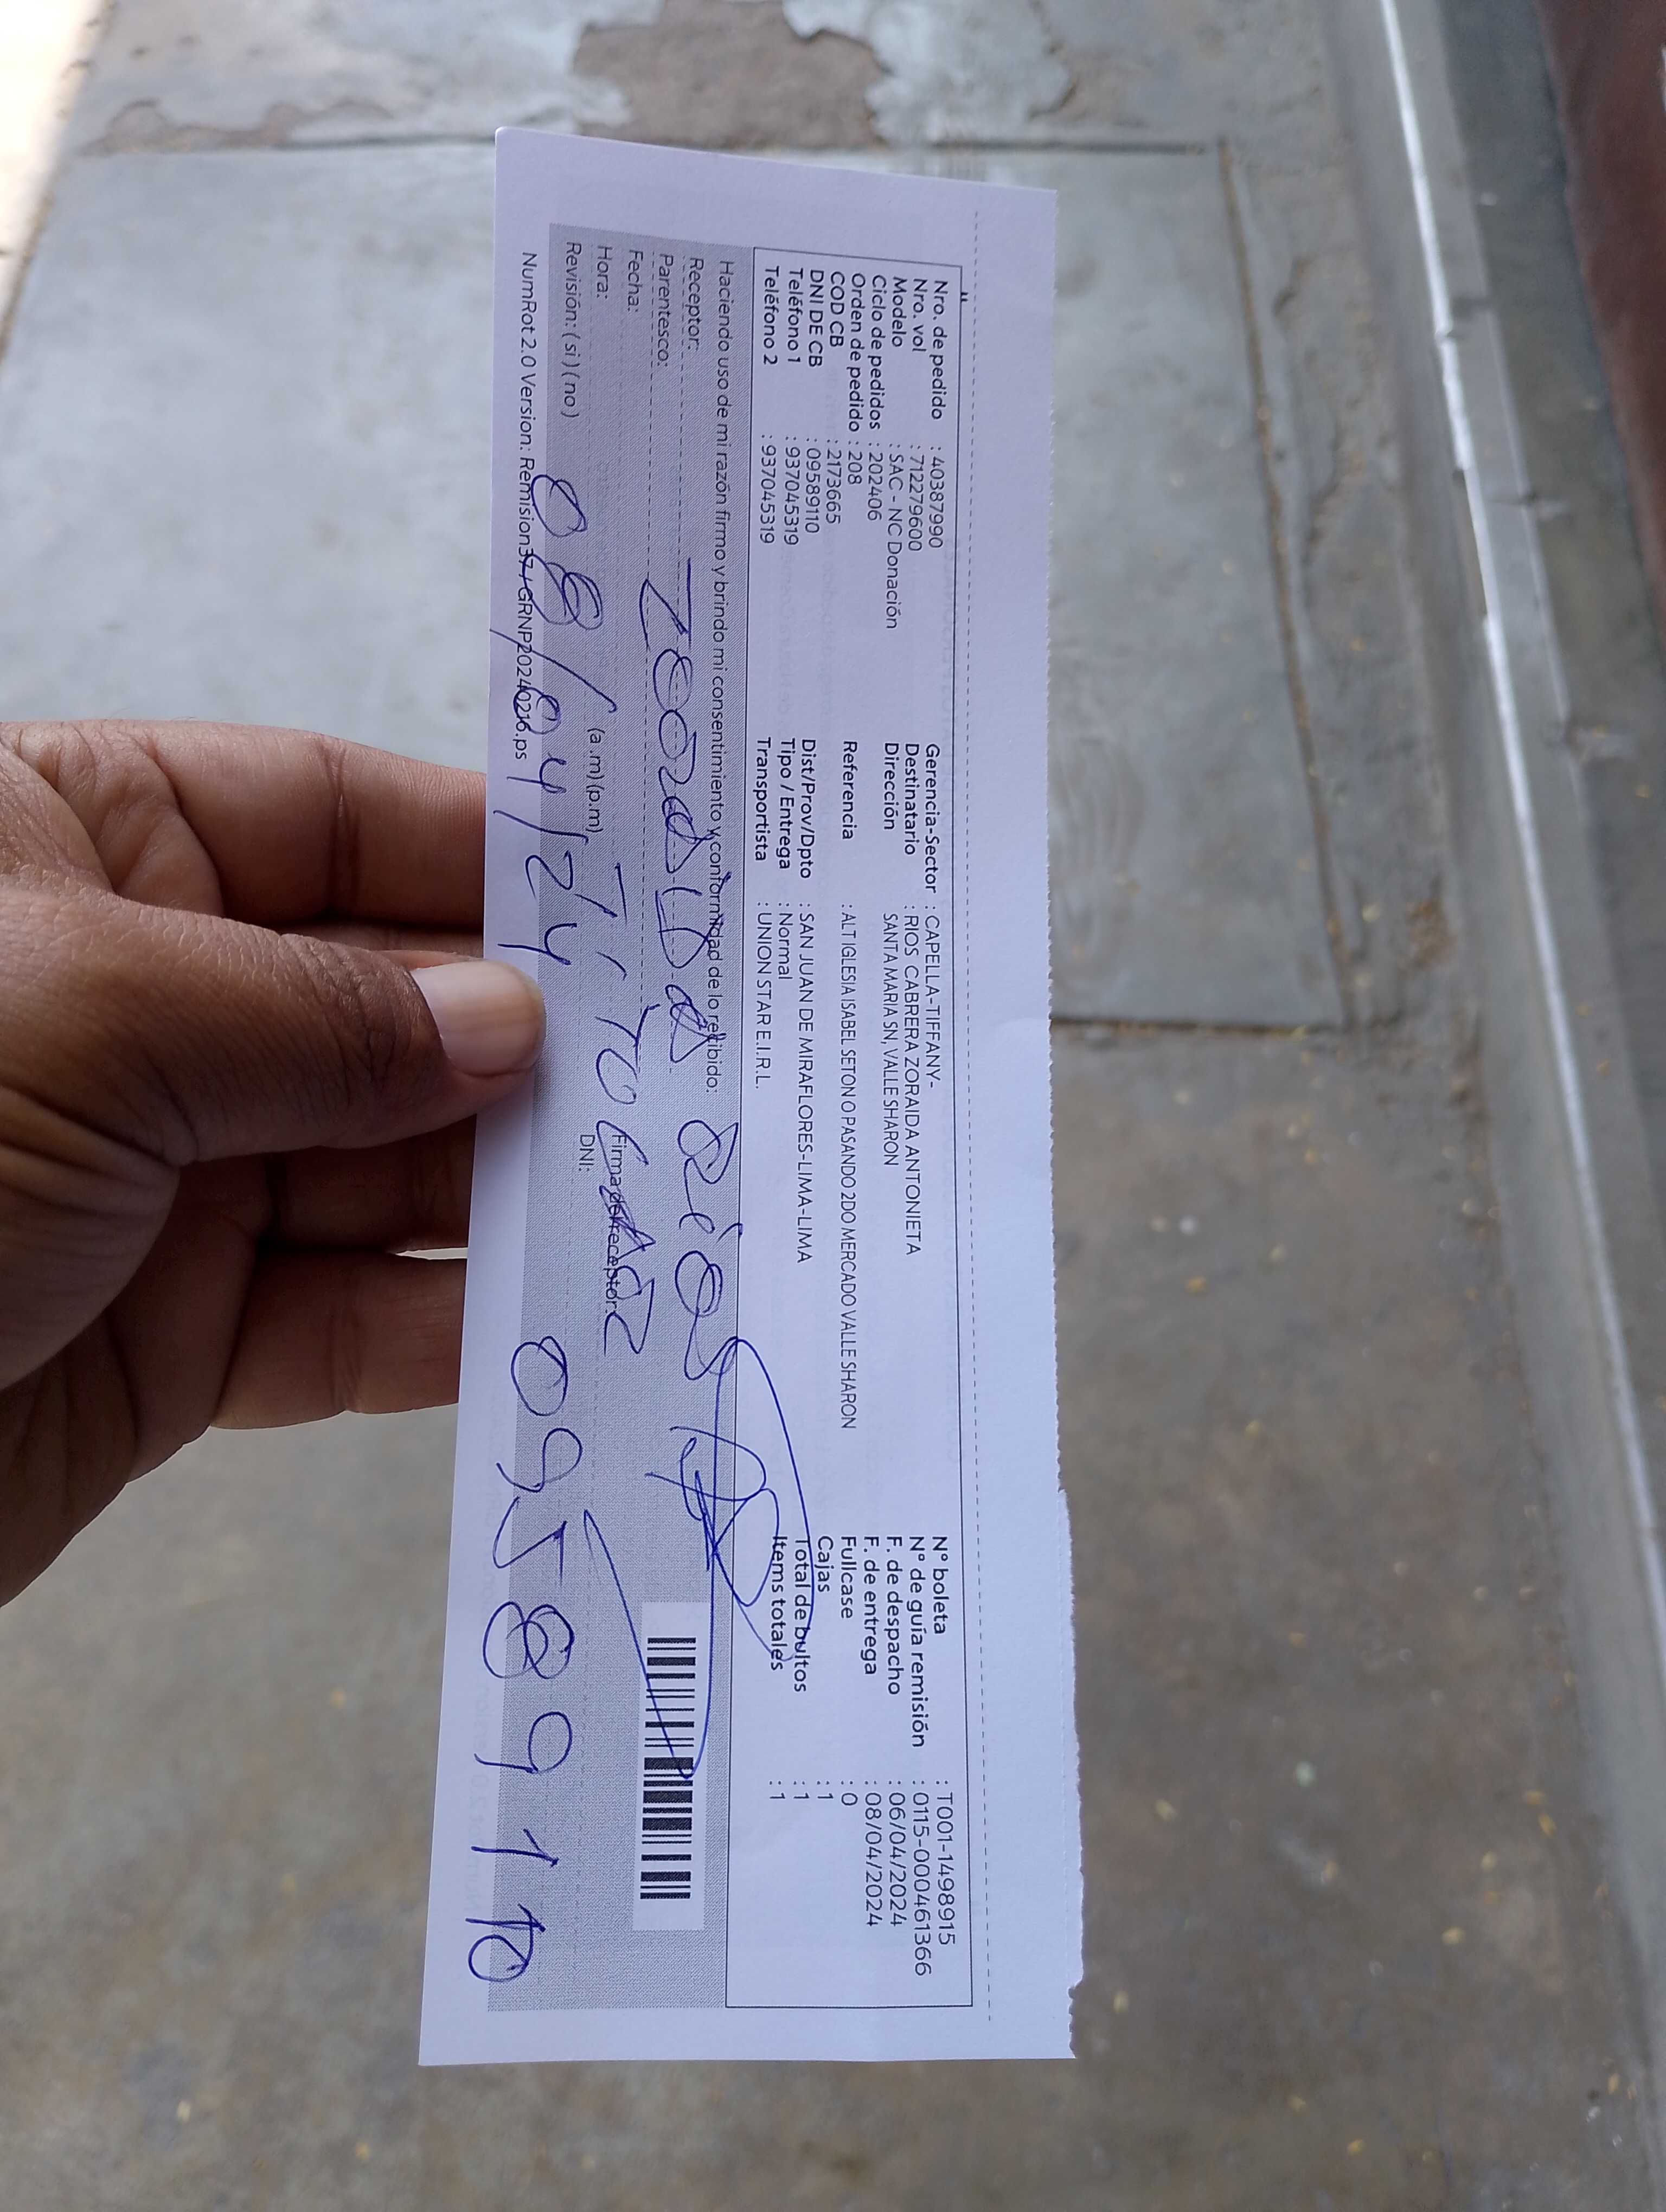 Nro. de pedido : 40387990
Nro. vol : 712279600
Modelo : SAC - NC Donación
Ciclo de pedidos : 202406
Orden de pedido : 208
COD CB : 2173665
DNI DE CB : 09589110
Teléfono 1 : 937045319
Teléfono 2 : 937045319
Gerencia-Sector : CAPELLA-TIFFANY-
Destinatario : RIOS CABRERA ZORAIDA ANTONIETA
Dirección SANTA MARIA SN, VALLE SHARON
Referencia : ALT IGLESIA ISABEL SETON O PASANDO 2DO MERCADO VALLE SHARON
Dist/Prov/Dpto : SAN JUAN DE MIRAFLORES-LIMA-LIMA
Tipo / Entrega : Normal
Transportista : UNION STAR E.I.R.L.
N° boleta : T001-1498915
N° de guía remisión : 0115-000461366
F. de despacho : 06/04/2024
F. de entrega : 08/04/2024
Fullcase : 0
Cajas : 1
Total de bultos : 1
Items totales : 1
Haciendo uso de mi razón firmo y brindo mi consentimiento y conformidad de lo recibido:
Receptor: Zoraida Rios
Parentesco: Titular
Fecha:
Hora: (a.m) (p.m)
Firma del receptor:
Revisión: ( si ) ( no ) 08/04/24
DNI: 09589110
NumRot 2.0 Version: Remision37/GRNP20240216.ps